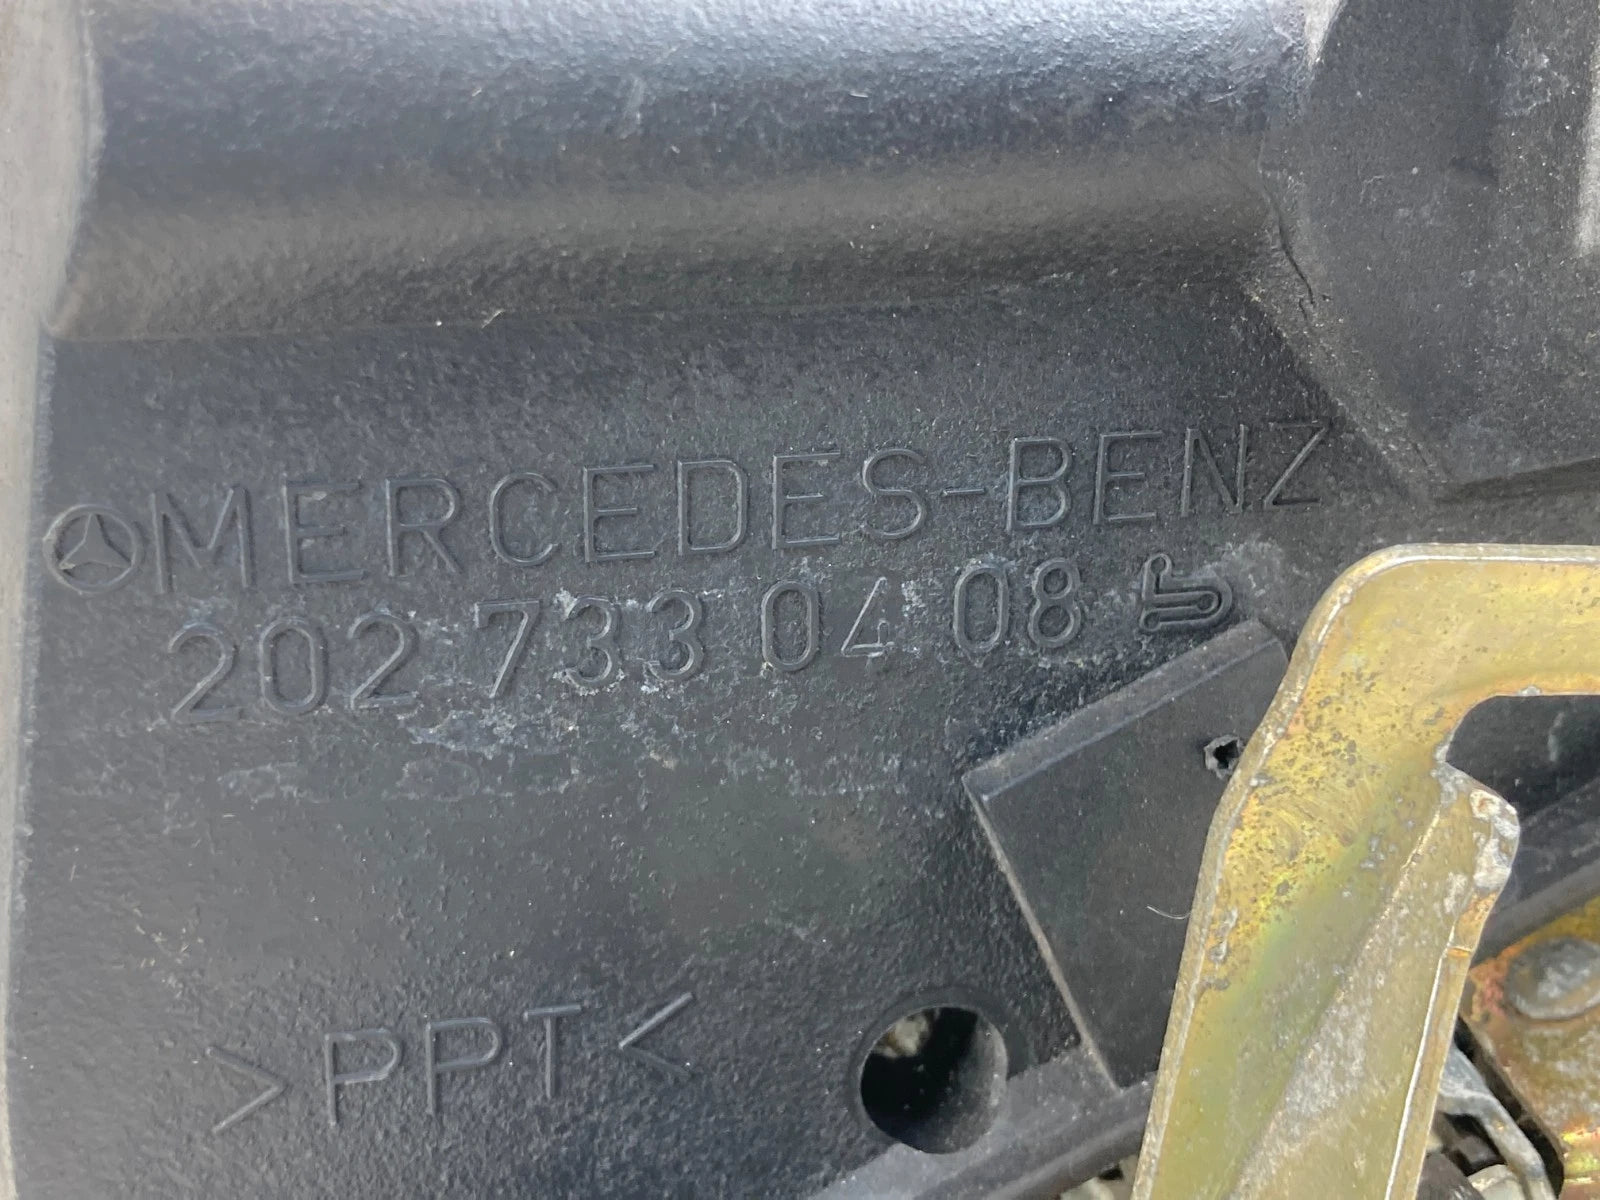 MERCEDES-BENZ
202 733 04 08
>PPT<